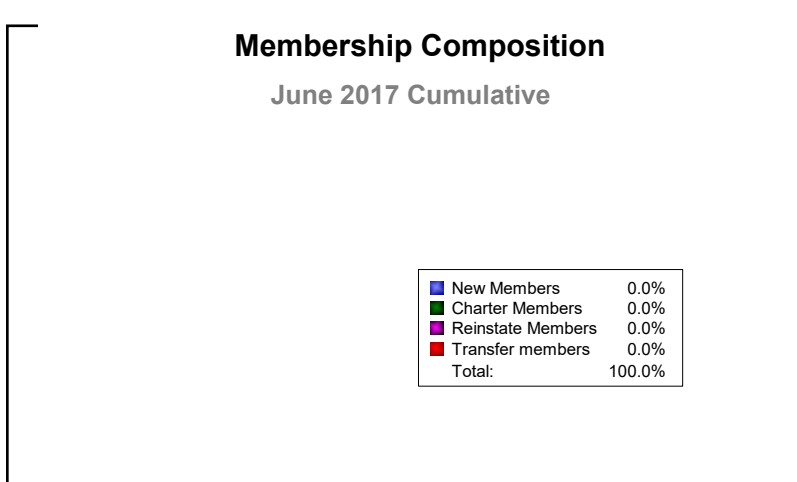 Membership Composition
June 2017 Cumulative
New Members 0.0%
Charter Members 0.0%
Reinstate Members 0.0%
Transfer members 0.0%
Total: 100.0%